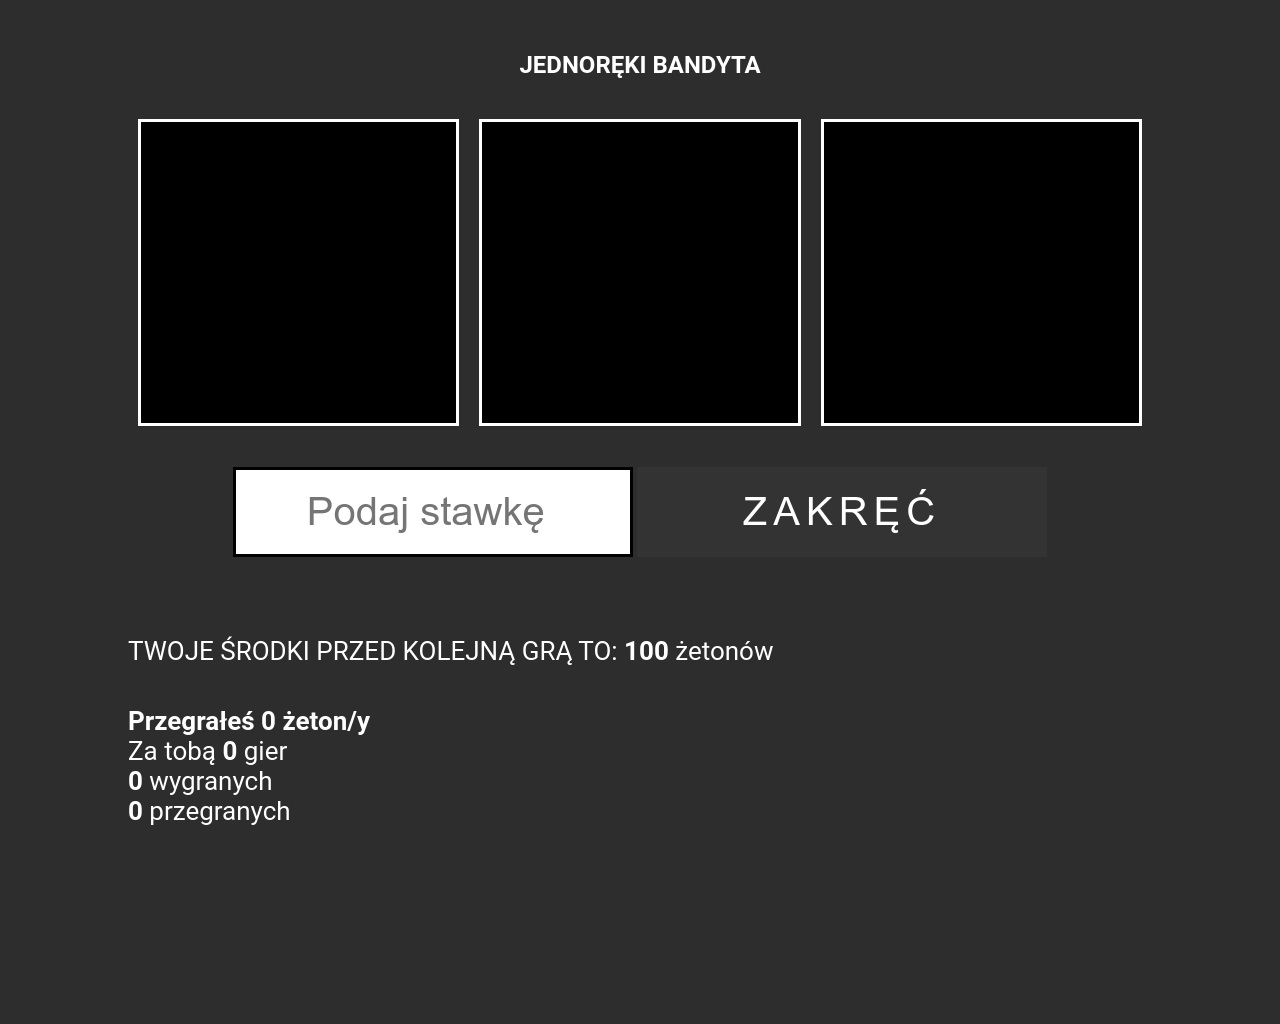 JEDNORĘKI BANDYTA
Podaj stawkę
ZAKRĘĆ
TWOJE ŚRODKI PRZED KOLEJNĄ GRĄ TO: 100 żetonów
Przegrałeś 0 żeton/y
Za tobą 0 gier
0 wygranych
0 przegranych